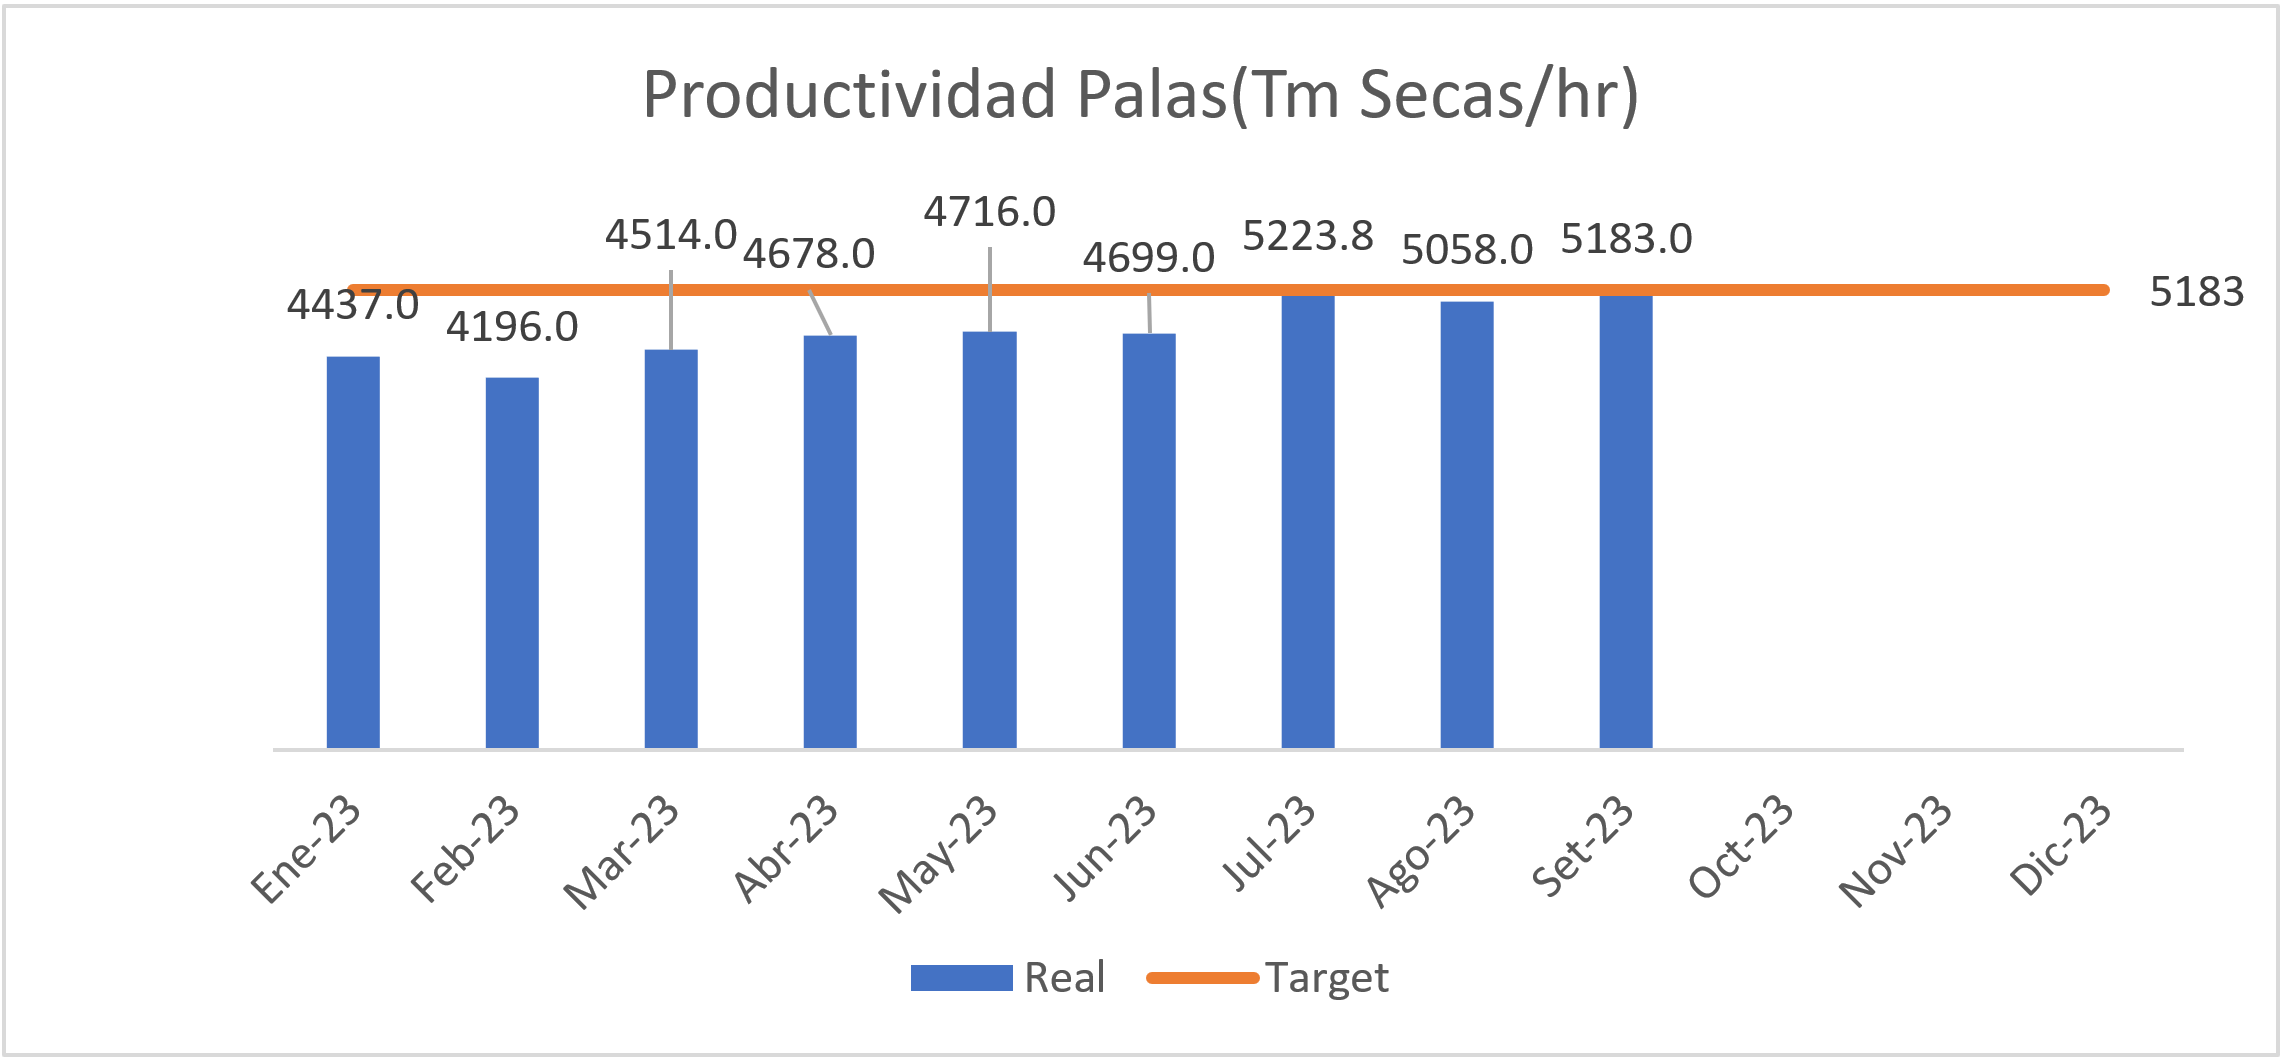 Productividad Palas(Tm Secas/hr)
4437.0
4196.0
4514.0
4678.0
4716.0
4699.0
5223.8
5058.0
5183.0
5183
Ene-23
Feb-23
Mar-23
Abr-23
May-23
Jun-23
Jul-23
Ago-23
Set-23
Oct-23
Nov-23
Dic-23
Real
Target